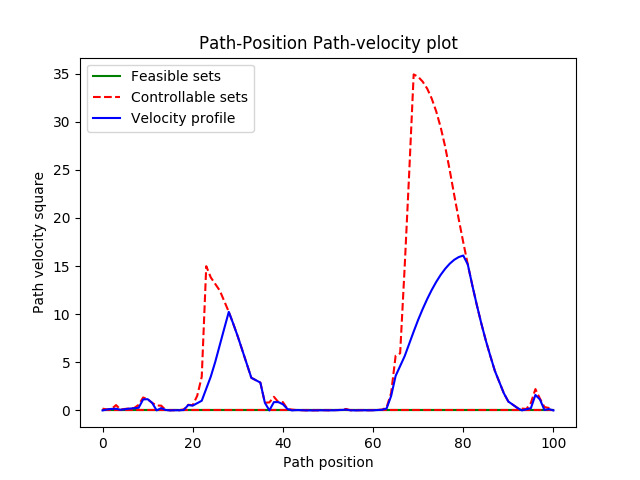 Path-Position Path-velocity plot
Feasible sets
Controllable sets
Velocity profile
Path velocity square
35
30
25
20
15
10
5
0
0 20 40 60 80 100
Path position